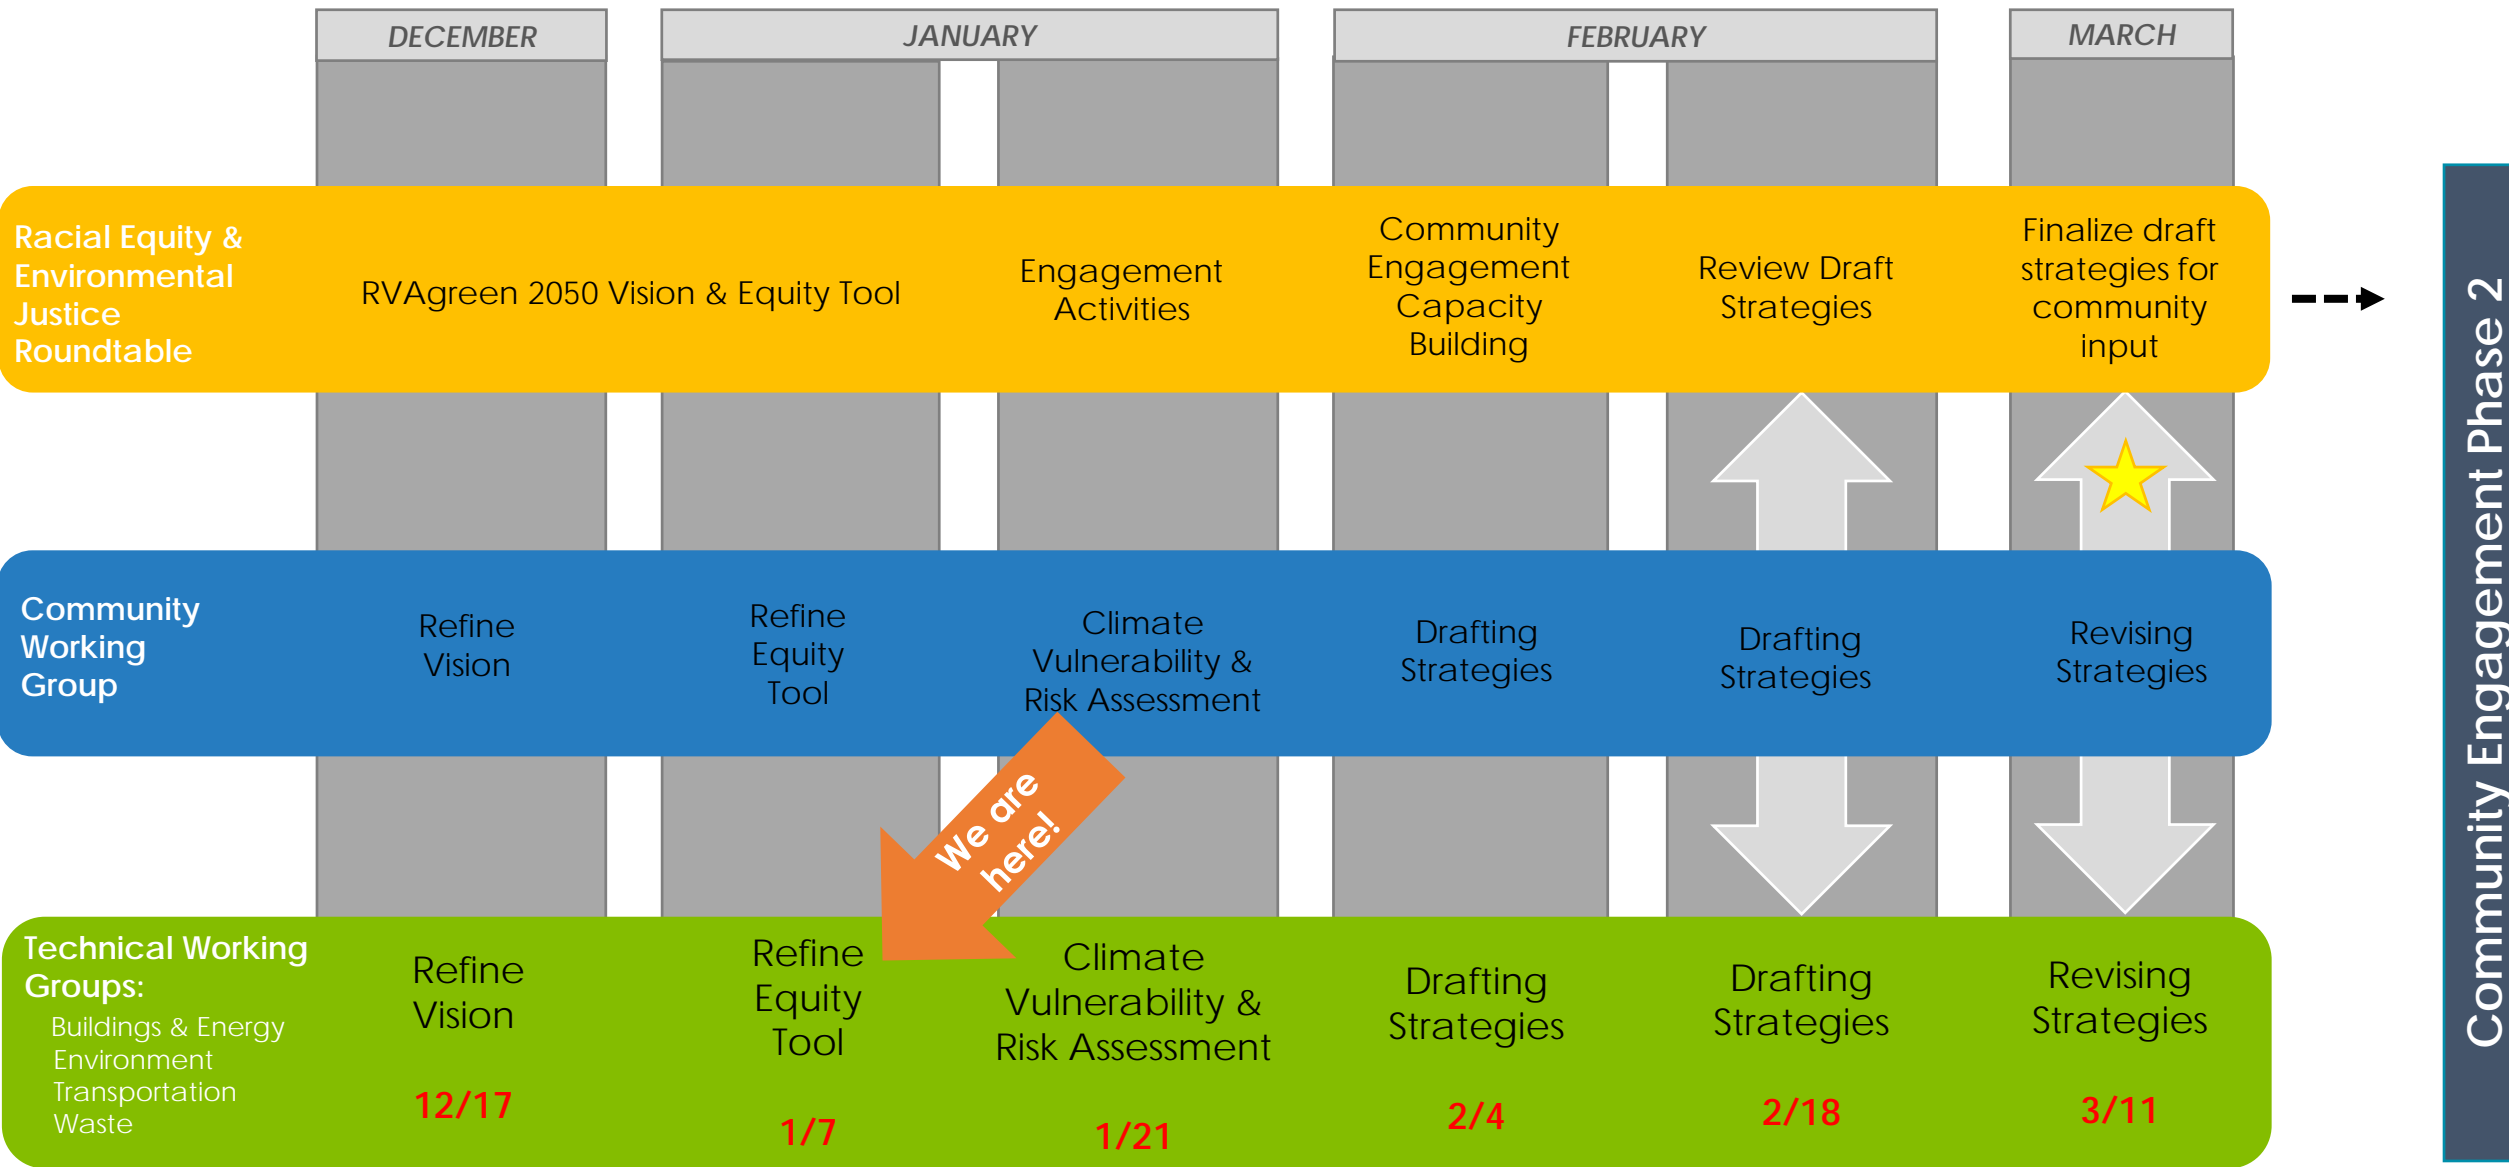 DECEMBER
JANUARY
FEBRUARY
MARCH
Racial Equity &
Environmental
Justice
Roundtable
RVAgreen 2050 Vision & Equity Tool
Engagement
Activities
Community
Engagement
Capacity
Building
Review Draft
Strategies
Finalize draft
strategies for
community
input
Community
Working
Group
Refine
Vision
Refine
Equity
Tool
Climate
Vulnerability &
Risk Assessment
Drafting
Strategies
Drafting
Strategies
Revising
Strategies
We are
here!
Technical Working
Groups:
Buildings & Energy
Environment
Transportation
Waste
Refine
Vision
12/17
Refine
Equity
Tool
1/7
Climate
Vulnerability &
Risk Assessment
1/21
Drafting
Strategies
2/4
Drafting
Strategies
2/18
Revising
Strategies
3/11
Community Engagement Phase 2